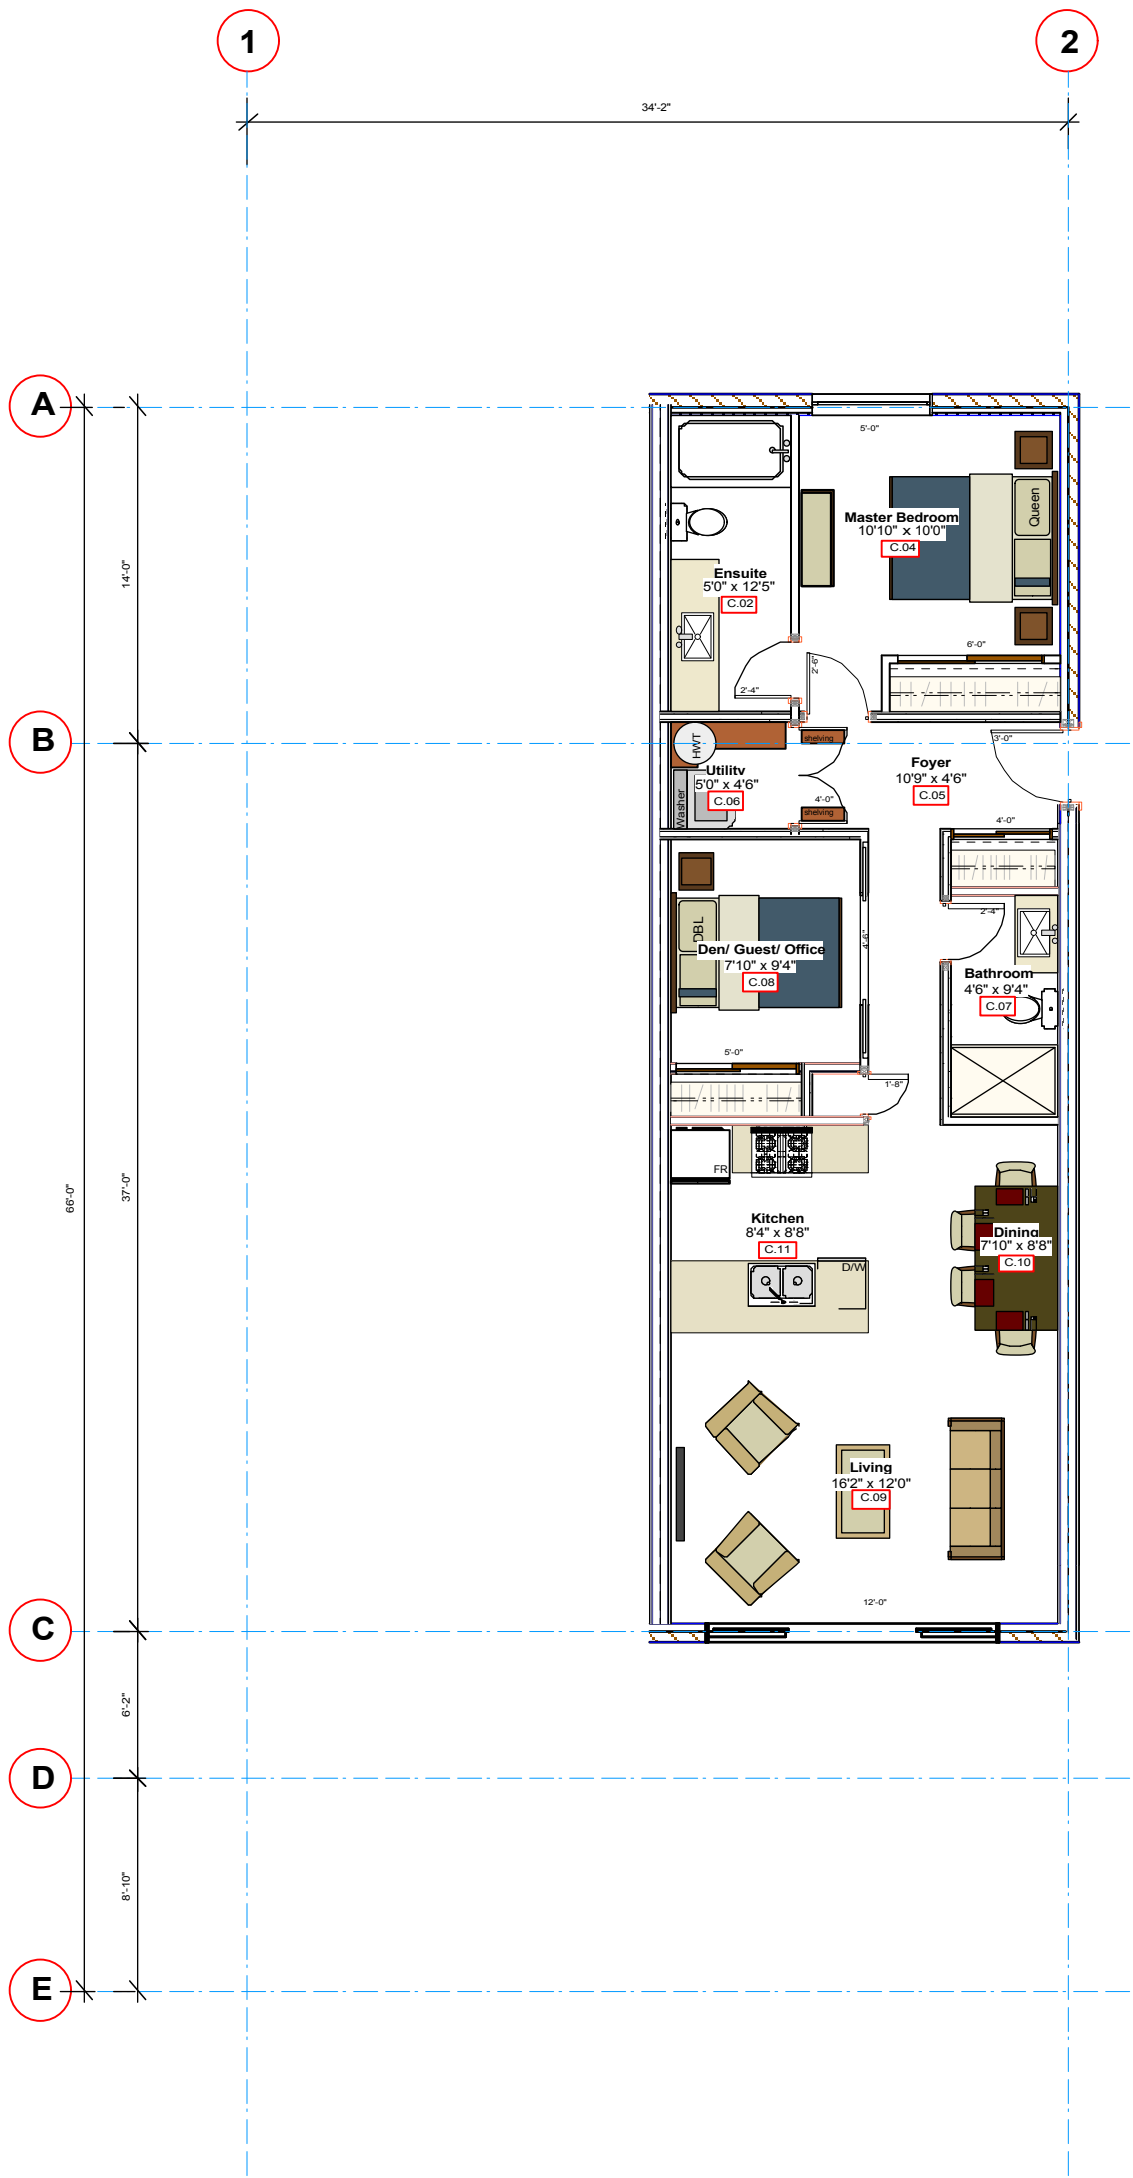 1
2
34'-2"
A
5'-0"
Queen
Master Bedroom
10'10" x 10'0"
C.04
Ensuite
5'0" x 12'5"
C.02
14'-0"
6'-0"
2'-6"
2'-4"
B
HWT
shelving
3'-0"
Foyer
10'9" x 4'6"
C.05
Utility
5'0" x 4'6"
C.06
Washer
4'-0"
shelving
4'-0"
2'-4"
DBL
4'-6"
Den/ Guest/ Office
7'10" x 9'4"
C.08
Bathroom
4'6" x 9'4"
C.07
5'-0"
1'-8"
FR
66'-0"
37'-0"
Kitchen
8'4" x 8'8"
C.11
Dining
7'10" x 8'8"
C.10
D/W
Living
16'2" x 12'0"
C.09
12'-0"
C
6'-2"
D
8'-10"
E